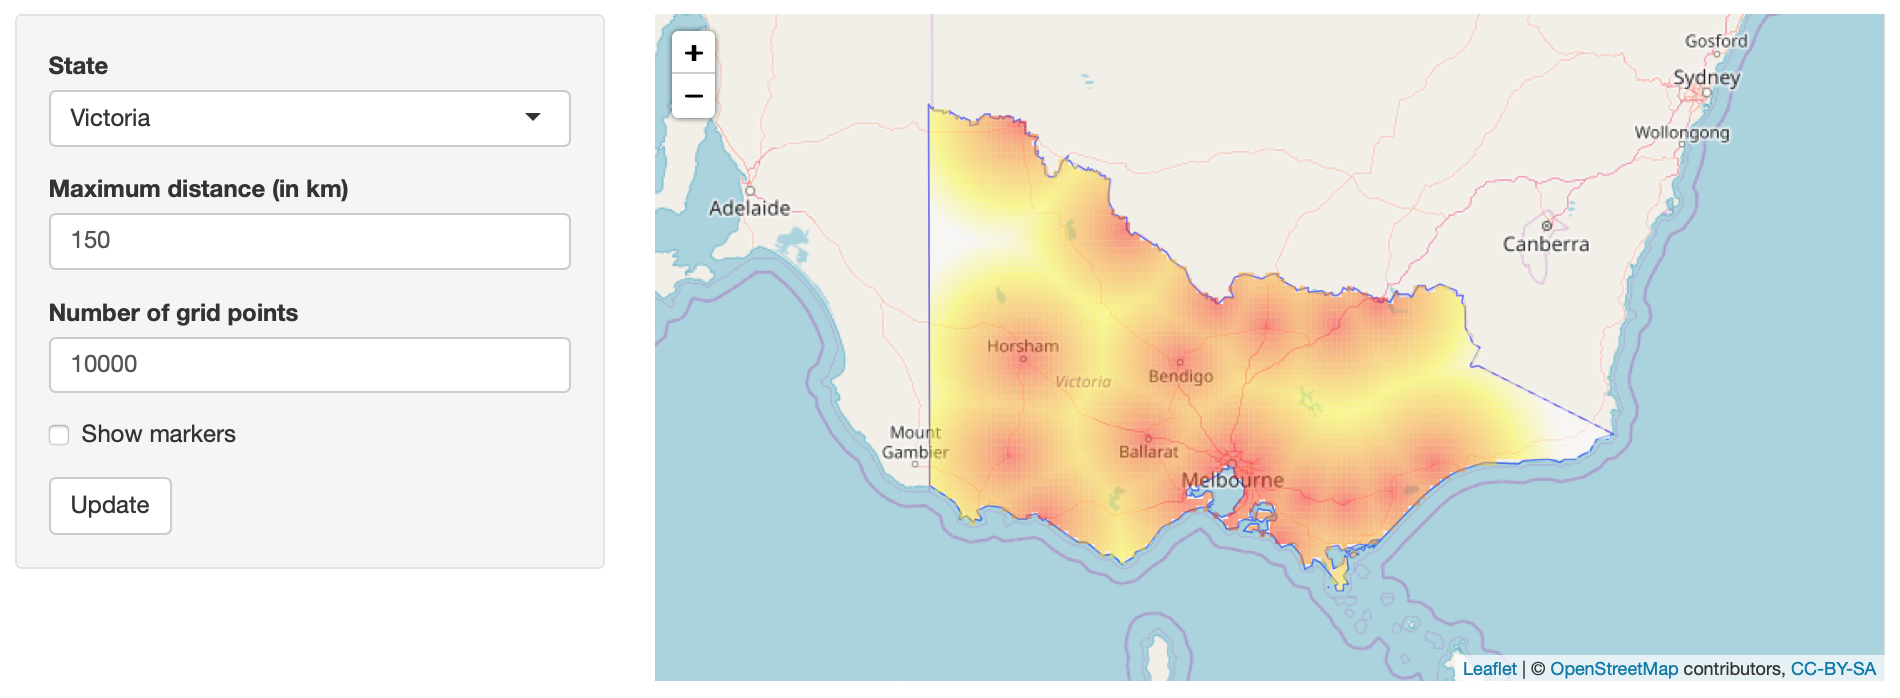 State
Victoria
Maximum distance (in km)
150
Number of grid points
10000
Show markers
Update
+
−
Gosford
Sydney
Wollongong
Adelaide
Canberra
Horsham
Victoria
Bendigo
Mount
Gambier
Ballarat
Melbourne
Leaflet | © OpenStreetMap contributors, CC-BY-SA